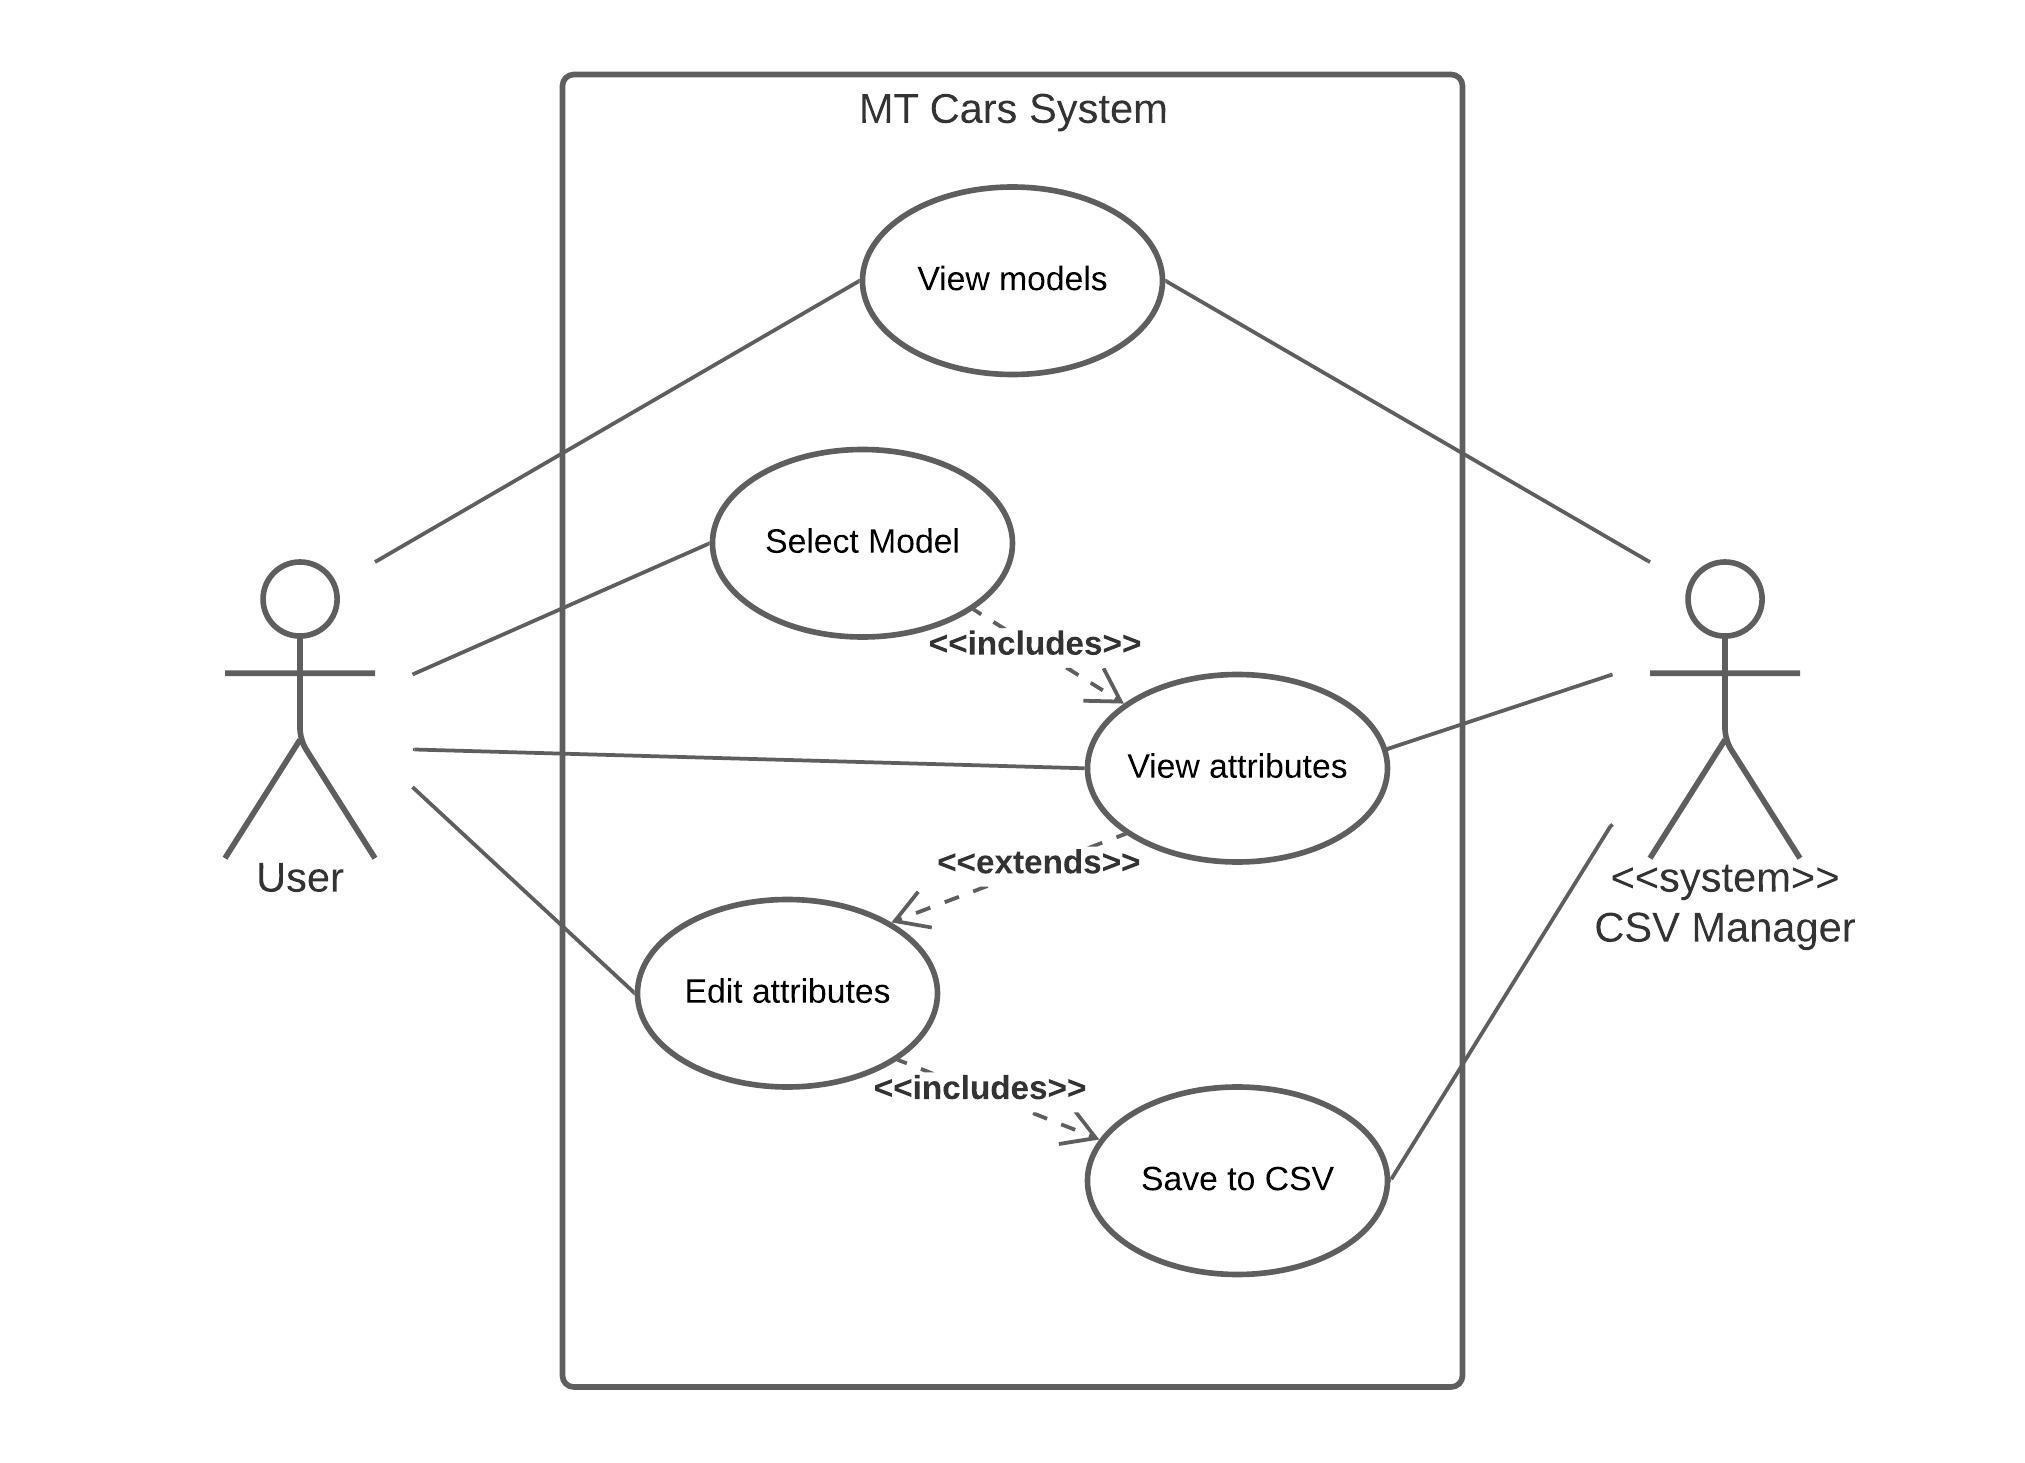 MT Cars System
View models
Select Model
<<includes>>
View attributes
<<extends>>
User
<<system>>
CSV Manager
Edit attributes
<<includes>>
Save to CSV